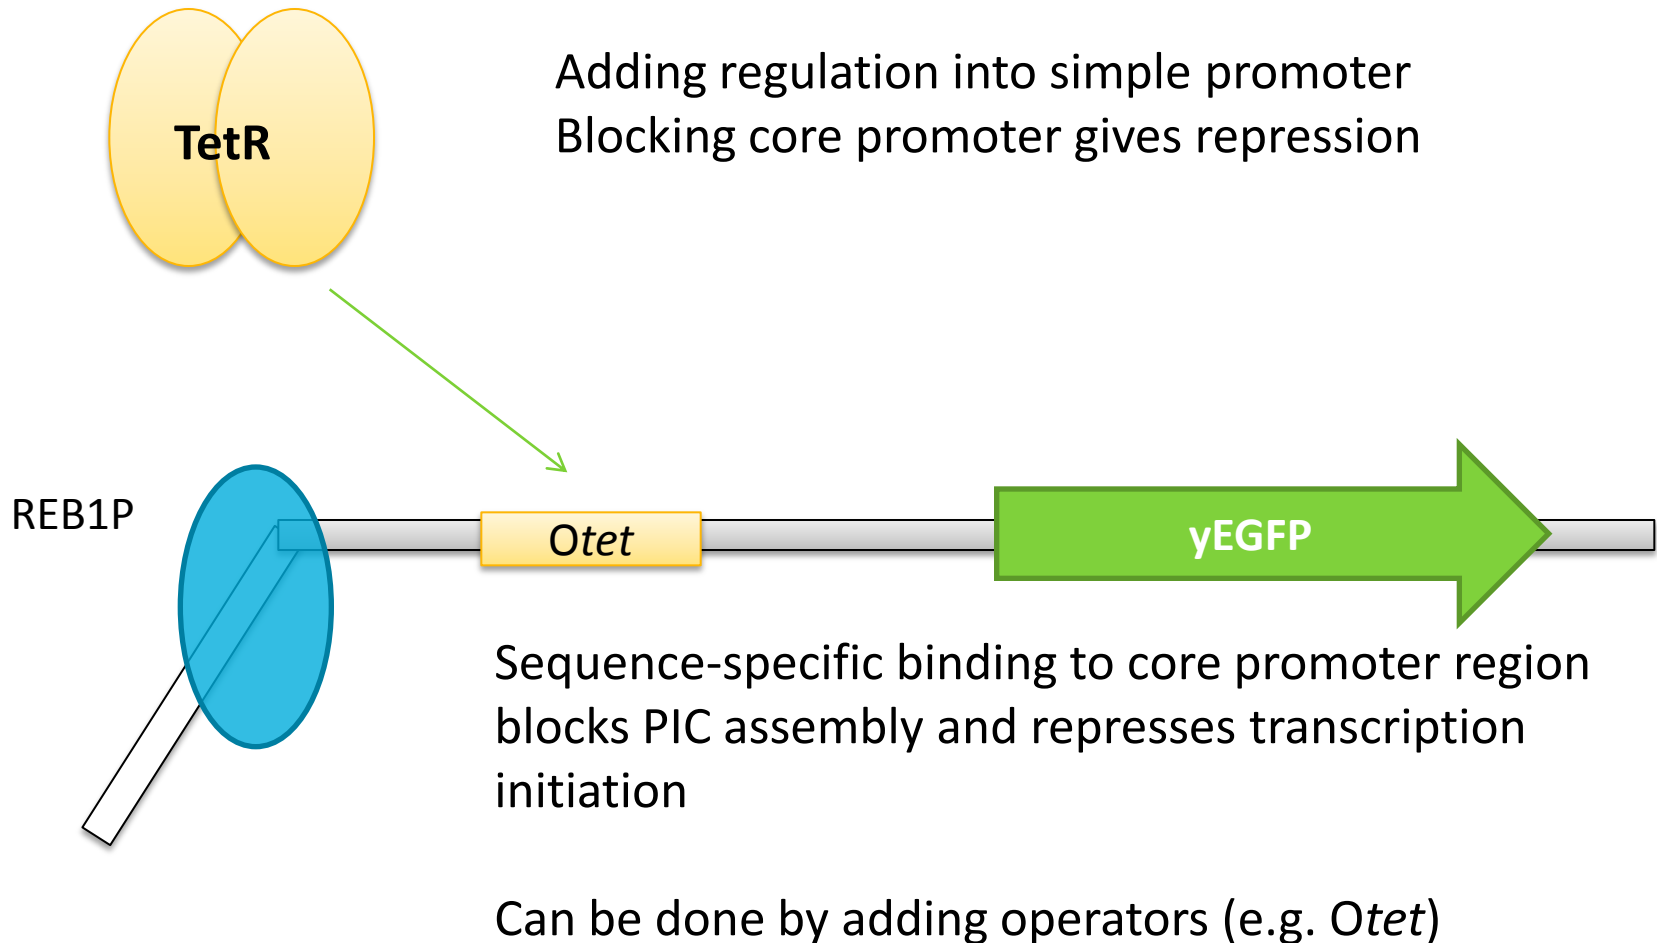 Adding regulation into simple promoter
Blocking core promoter gives repression
TetR
REB1P
Otet
yEGFP
Sequence-specific binding to core promoter region
blocks PIC assembly and represses transcription
initiation
Can be done by adding operators (e.g. Otet)